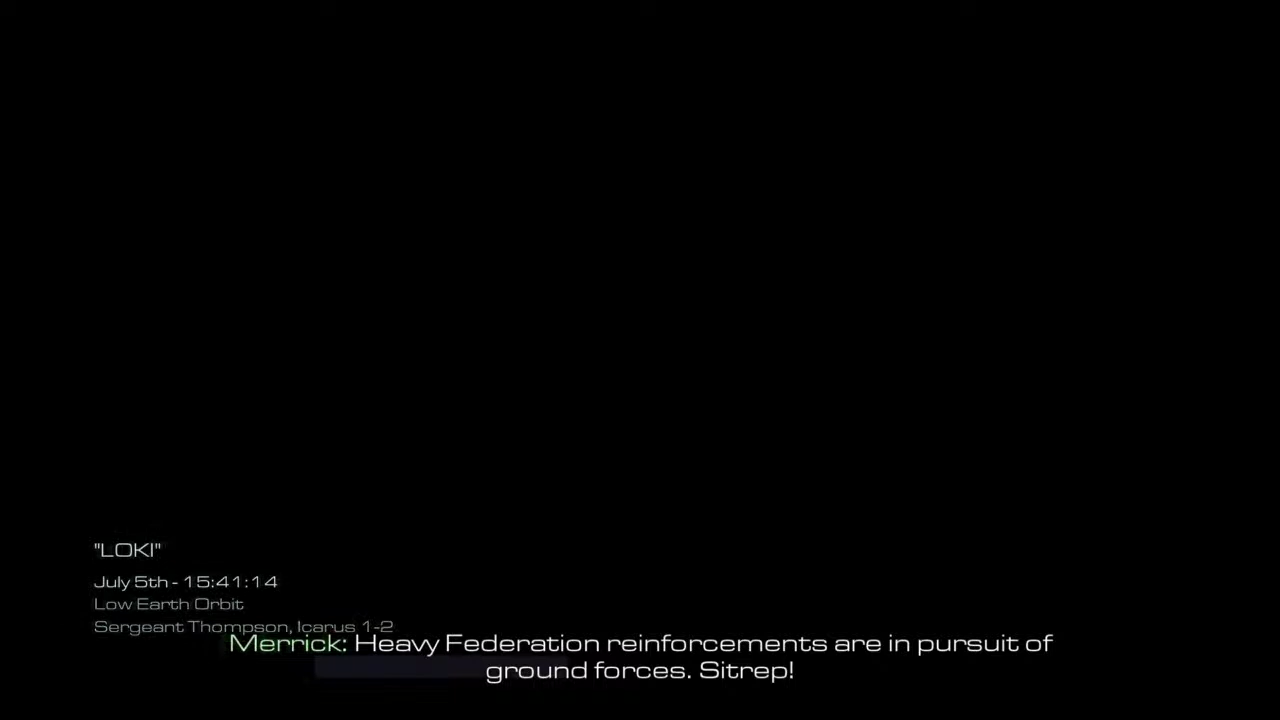 "LOKI"
July 5th - 15:41:14
Low Earth Orbit
Sergeant Thompson, Icarus 1-2
Merrick: Heavy Federation reinforcements are in pursuit of
ground forces. Sitrep!